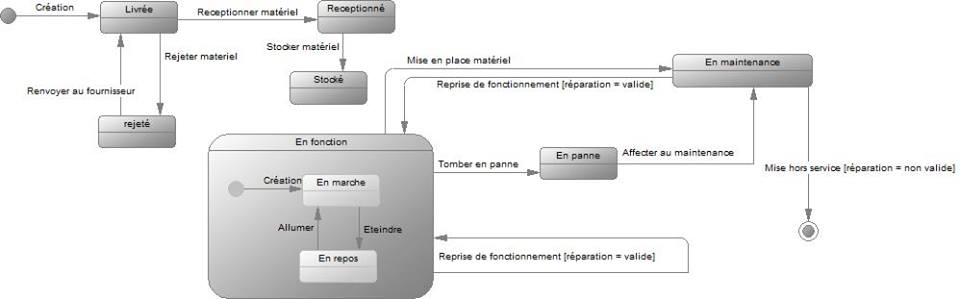 Création
Livrée
Receptionner matériel
Receptionné
Rejeter materiel
Stocker matériel
Renvoyer au fournisseur
Stocké
rejeté
Mise en place matériel
En maintenance
Reprise de fonctionnement [réparation = valide]
En fonction
Tomber en panne
En panne
Affecter au maintenance
Mise hors service [réparation = non valide]
Création
En marche
Allumer
Eteindre
En repos
Reprise de fonctionnement [réparation = valide]